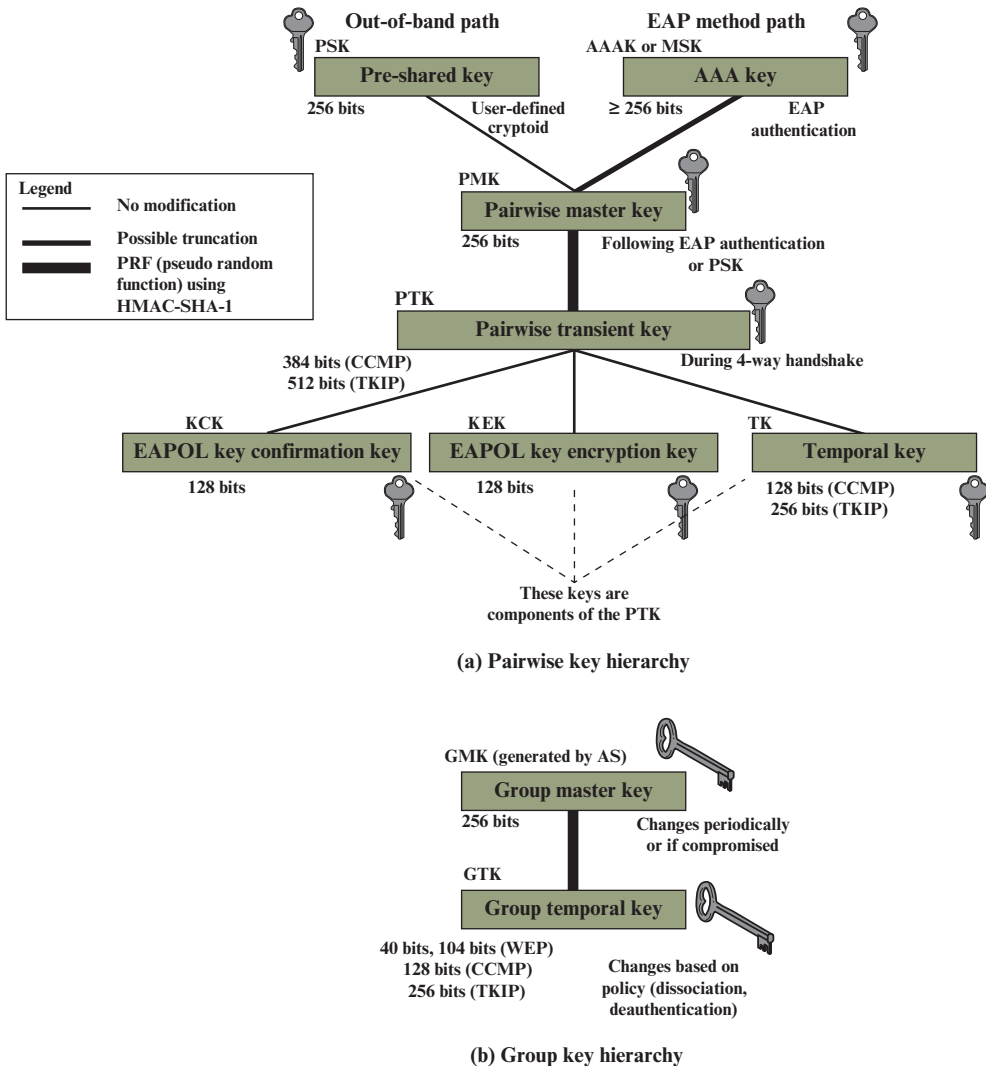 Out-of-band path
EAP method path
PSK
AAAK or MSK
Pre-shared key
AAA key
256 bits
User-defined
cryptoid
≥ 256 bits
EAP
authentication
Legend
No modification
Possible truncation
PRF (pseudo random
function) using
HMAC-SHA-1
PMK
Pairwise master key
256 bits
Following EAP authentication
or PSK
PTK
Pairwise transient key
384 bits (CCMP)
512 bits (TKIP)
During 4-way handshake
KCK
KEK
TK
EAPOL key confirmation key
EAPOL key encryption key
Temporal key
128 bits
128 bits
128 bits (CCMP)
256 bits (TKIP)
These keys are
components of the PTK
(a) Pairwise key hierarchy
GMK (generated by AS)
Group master key
256 bits
Changes periodically
or if compromised
GTK
Group temporal key
40 bits, 104 bits (WEP)
128 bits (CCMP)
256 bits (TKIP)
Changes based on
policy (dissociation,
deauthentication)
(b) Group key hierarchy